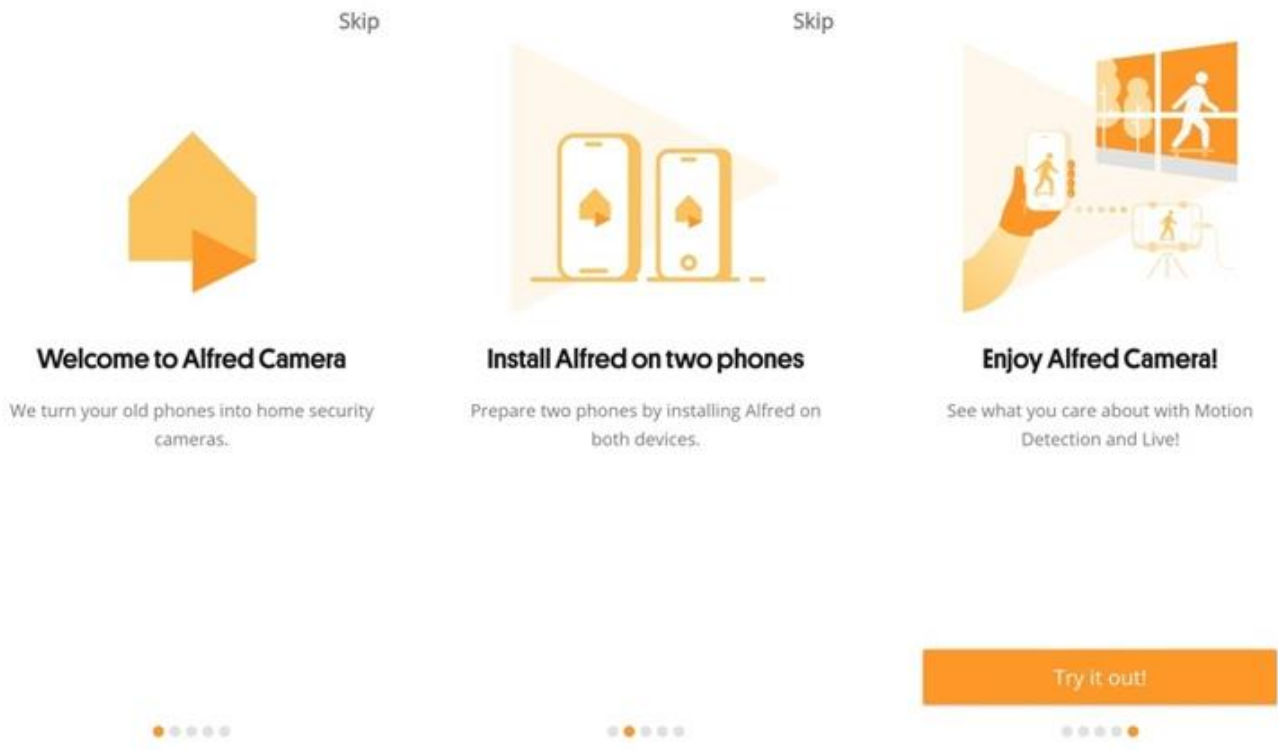 Skip
Welcome to Alfred Camera
We turn your old phones into home security
cameras.
Skip
Install Alfred on two phones
Prepare two phones by installing Alfred on
both devices.
Enjoy Alfred Camera!
See what you care about with Motion
Detection and Live!
Try it out!